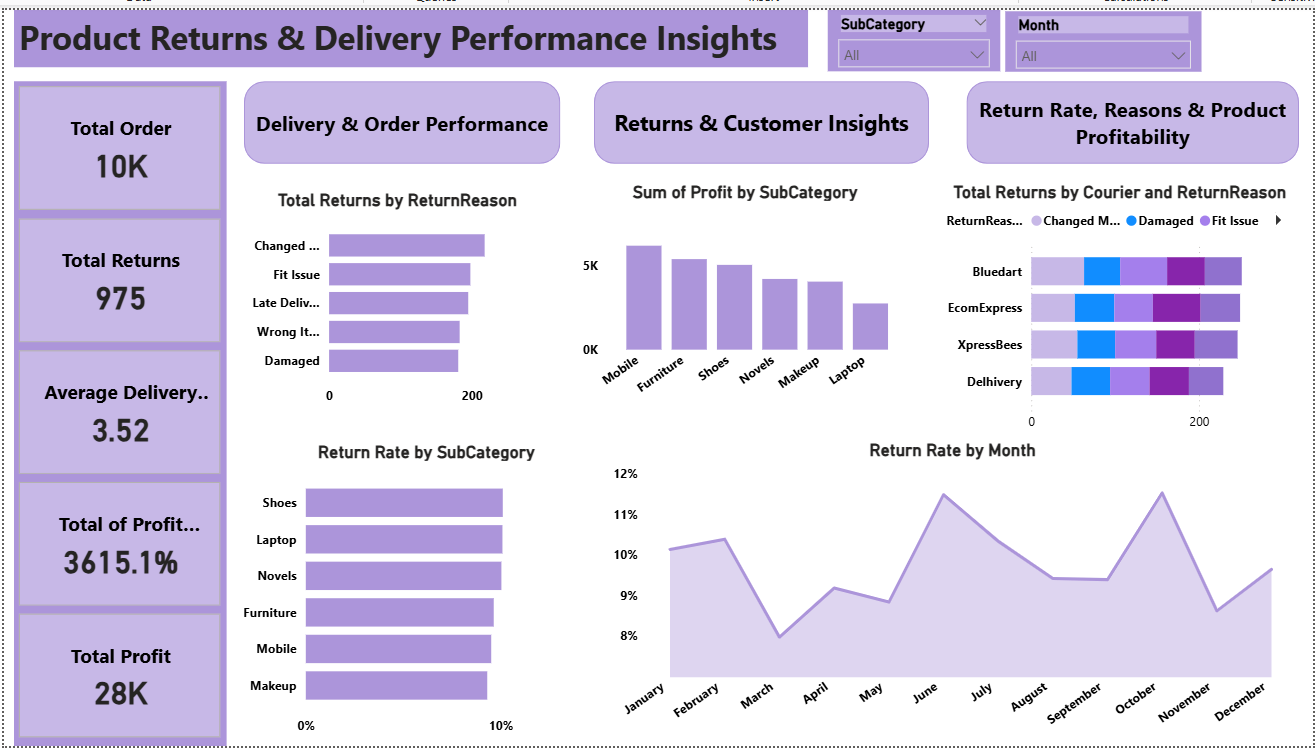 Product Returns & Delivery Performance Insights
SubCategory
All
Month
All
Total Order
10K
Total Returns
975
Average Delivery..
3.52
Total of Profit...
3615.1%
Total Profit
28K
Delivery & Order Performance
Returns & Customer Insights
Return Rate, Reasons & Product
Profitability
Total Returns by ReturnReason
Changed ...
Fit Issue
Late Deliv...
Wrong It...
Damaged
0 200
Sum of Profit by SubCategory
5K
0K
Mobile Furniture Shoes Novels Makeup Laptop
Total Returns by Courier and ReturnReason
ReturnReas... Changed M... Damaged Fit Issue
Bluedart
EcomExpress
XpressBees
Delhivery
0 200
Return Rate by SubCategory
Shoes
Laptop
Novels
Furniture
Mobile
Makeup
0% 10%
Return Rate by Month
12%
11%
10%
9%
8%
January February March April May June July August September October November December